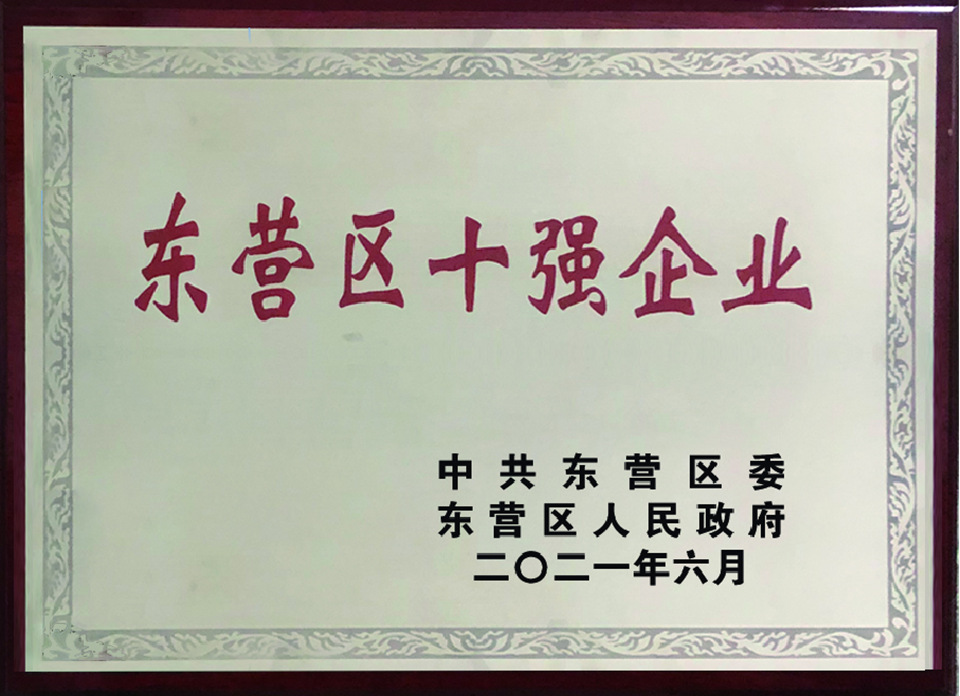 东营区十强企业
中共东营区委
东营区人民政府
二〇二一年六月